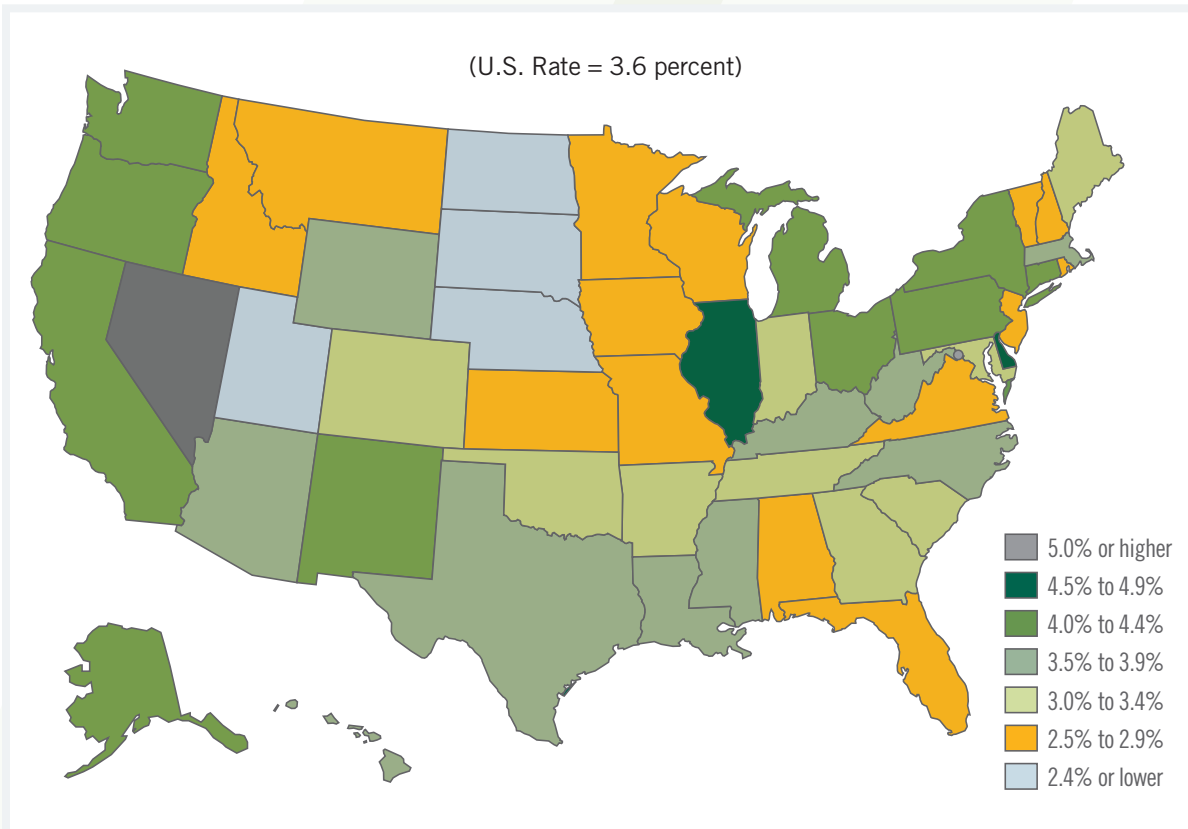 (U.S. Rate = 3.6 percent)
5.0% or higher
4.5% to 4.9%
4.0% to 4.4%
3.5% to 3.9%
3.0% to 3.4%
2.5% to 2.9%
2.4% or lower